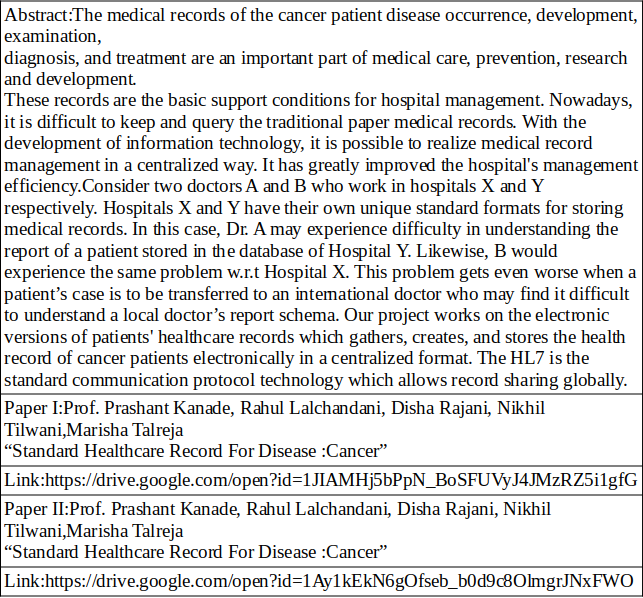 Abstract:The medical records of the cancer patient disease occurrence, development,
examination,
diagnosis, and treatment are an important part of medical care, prevention, research
and development.
These records are the basic support conditions for hospital management. Nowadays,
it is difficult to keep and query the traditional paper medical records. With the
development of information technology, it is possible to realize medical record
management in a centralized way. It has greatly improved the hospital's management
efficiency.Consider two doctors A and B who work in hospitals X and Y
respectively. Hospitals X and Y have their own unique standard formats for storing
medical records. In this case, Dr. A may experience difficulty in understanding the
report of a patient stored in the database of Hospital Y. Likewise, B would
experience the same problem w.r.t Hospital X. This problem gets even worse when a
patient’s case is to be transferred to an international doctor who may find it difficult
to understand a local doctor’s report schema. Our project works on the electronic
versions of patients' healthcare records which gathers, creates, and stores the health
record of cancer patients electronically in a centralized format. The HL7 is the
standard communication protocol technology which allows record sharing globally.
Paper I:Prof. Prashant Kanade, Rahul Lalchandani, Disha Rajani, Nikhil
Tilwani,Marisha Talreja
“Standard Healthcare Record For Disease :Cancer”
Link:https://drive.google.com/open?id=1JIAMHj5bPpN_BoSFUVyJ4JMzRZ5i1gfG
Paper II:Prof. Prashant Kanade, Rahul Lalchandani, Disha Rajani, Nikhil
Tilwani,Marisha Talreja
“Standard Healthcare Record For Disease :Cancer”
Link:https://drive.google.com/open?id=1Ay1kEkN6gOfseb_b0d9c8OlmgrJNxFWO